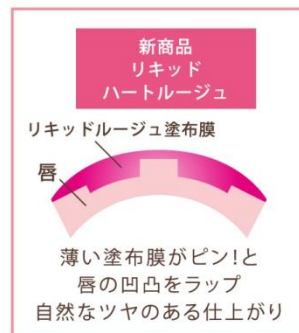 新商品
リキッド
ハートルージュ
リキッドルージュ塗布膜
唇
薄い塗布膜がピン!と
唇の凹凸をラップ
自然なツヤのある仕上がり